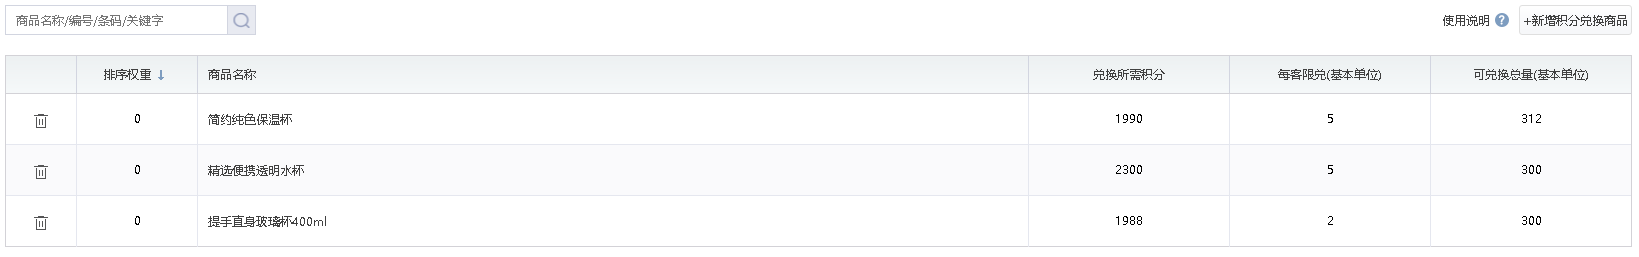 商品名称/编号/条码/关键字
使用说明 ? +新增积分兑换商品
排序权重 ↓ 商品名称 兑换所需积分 每客限兑(基本单位) 可兑换总量(基本单位)
0 简约纯色保温杯 1990 5 312
0 精选便携透明水杯 2300 5 300
0 提手直身玻璃杯400ml 1988 2 300